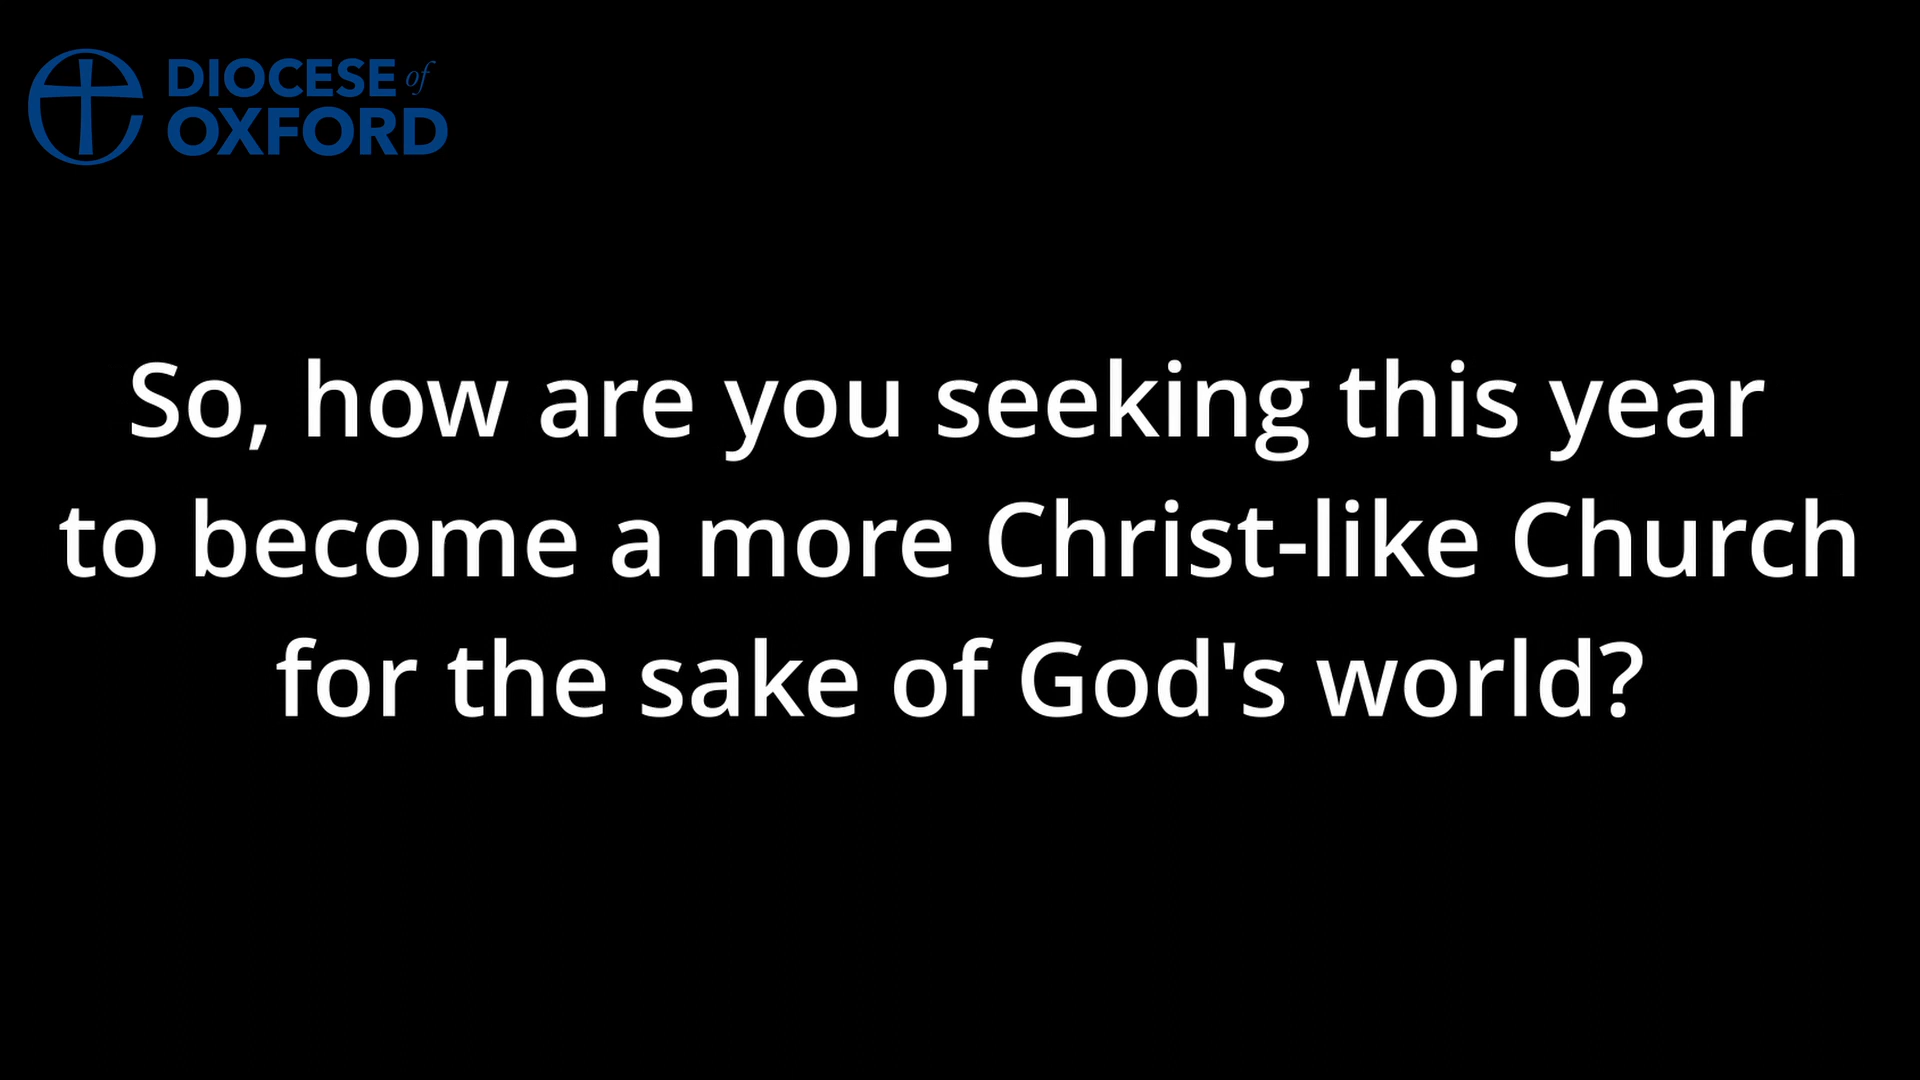 DIOCESE of
OXFORD
So, how are you seeking this year
to become a more Christ-like Church
for the sake of God's world?